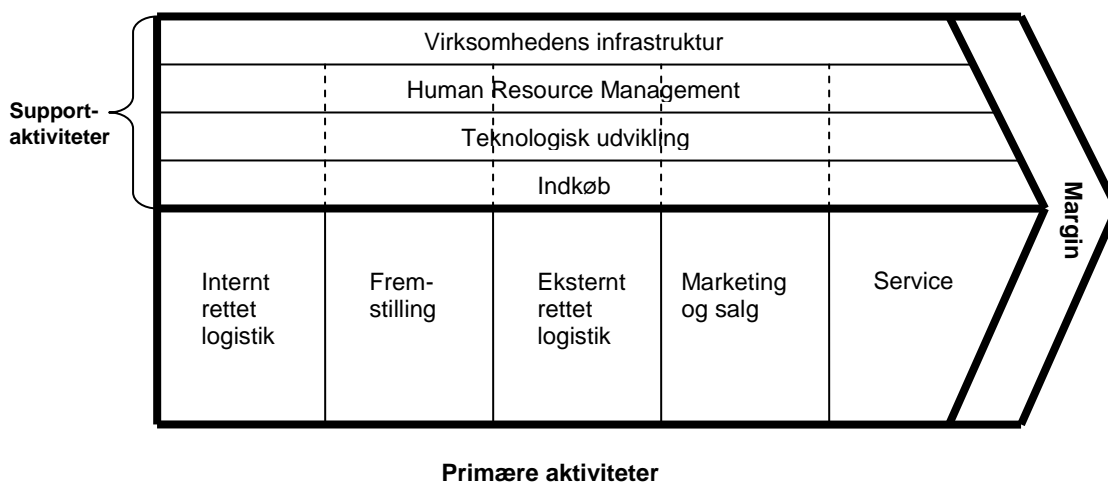 Virksomhedens infrastruktur
Human Resource Management
Support-
aktiviteter
Teknologisk udvikling
Indkøb
Margin
Internt
rettet
logistik
Frem-
stilling
Eksternt
rettet
logistik
Marketing
og salg
Service
Primære aktiviteter